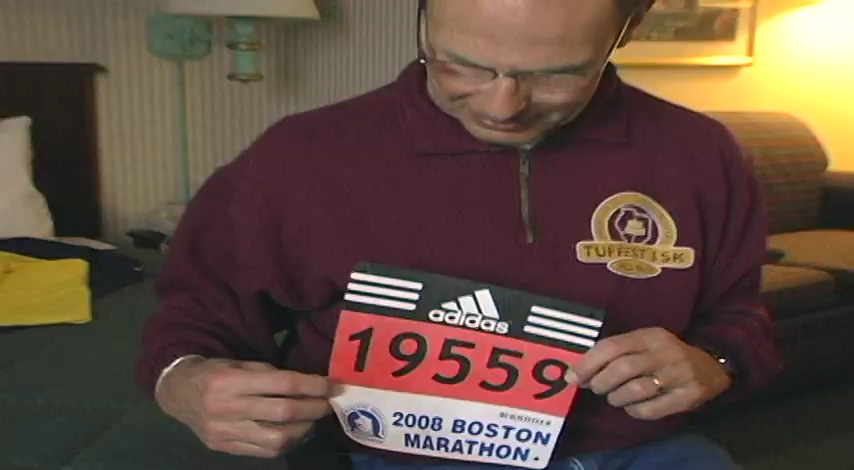 TUFFEST 15K
adidas
19559
2008 BOSTON
MARATHON